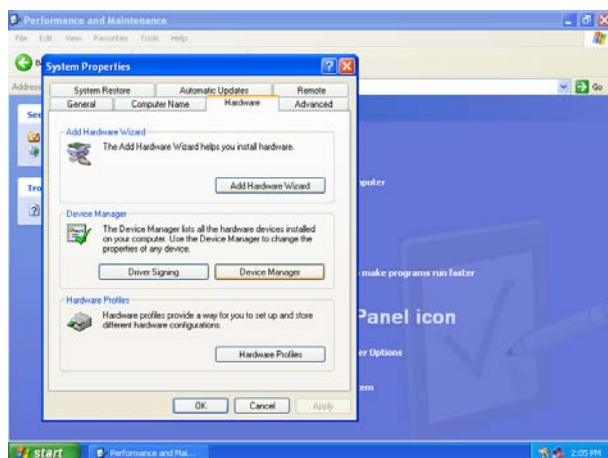 Performance and Maintenance
File Edit View Favorites Tools Help
System Properties
Address
Go
System Restore Automatic Updates Remote
General Computer Name Hardware Advanced
Add Hardware Wizard
The Add Hardware Wizard helps you install hardware.
Add Hardware Wizard
Device Manager
The Device Manager lists all the hardware devices installed
on your computer. Use the Device Manager to change the
properties of any device.
Driver Signing Device Manager
make programs run faster
Hardware Profiles
Hardware profiles provide a way for you to set up and store
different hardware configurations.
Panel icon
Hardware Profiles
er Options
OK Cancel Apply
start Performance and Mai... 2:05 PM